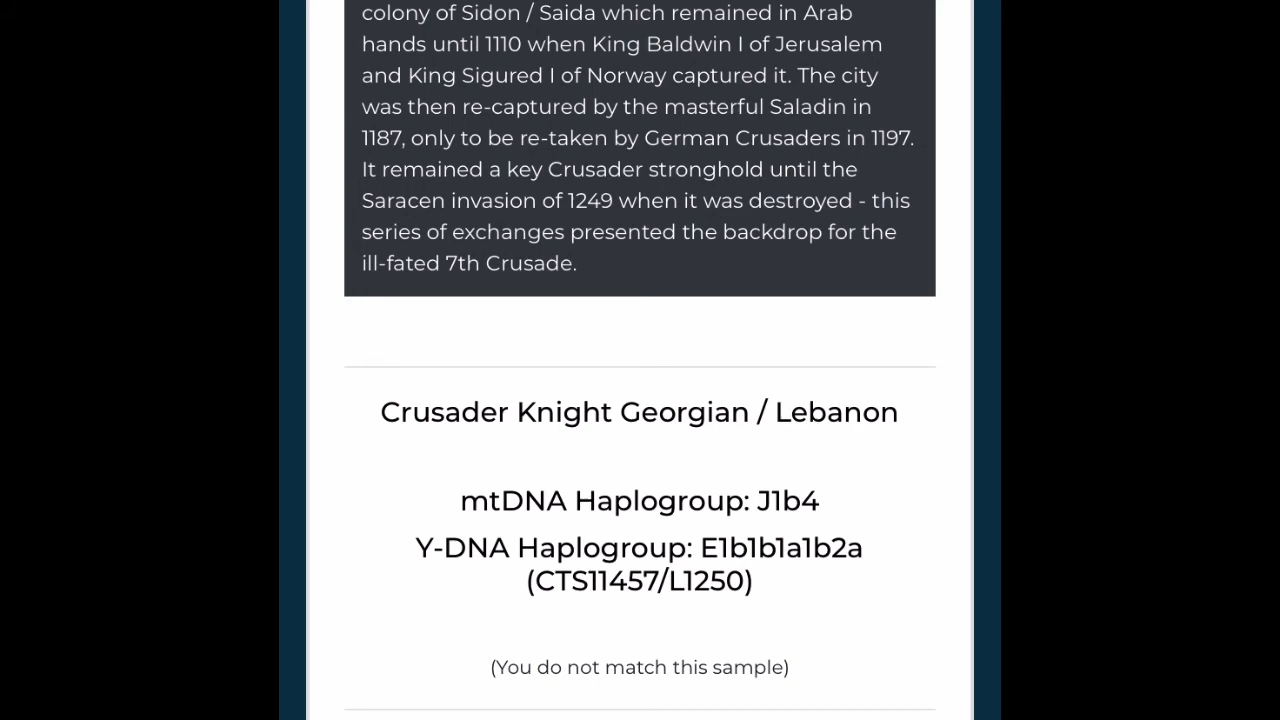 colony of Sidon / Saida which remained in Arab
hands until 1110 when King Baldwin I of Jerusalem
and King Sigured I of Norway captured it. The city
was then re-captured by the masterful Saladin in
1187, only to be re-taken by German Crusaders in 1197.
It remained a key Crusader stronghold until the
Saracen invasion of 1249 when it was destroyed - this
series of exchanges presented the backdrop for the
ill-fated 7th Crusade.
Crusader Knight Georgian / Lebanon
mtDNA Haplogroup: J1b4
Y-DNA Haplogroup: E1b1b1a1b2a
(CTS11457/L1250)
(You do not match this sample)